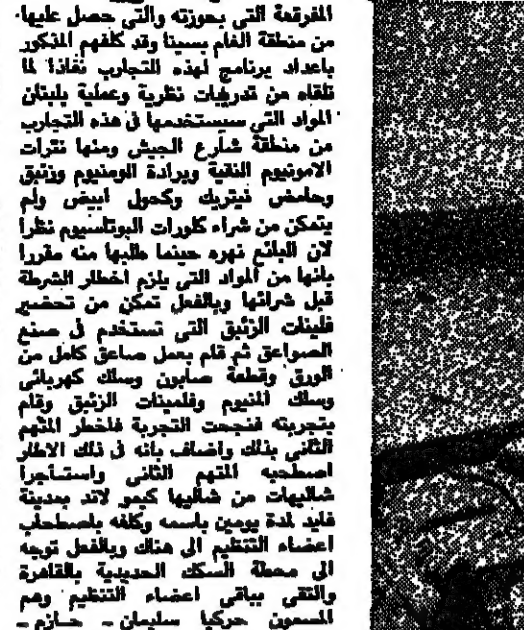 المفرقعة التى بحوزته والتى حصل عليها
من منطقة الغام بسينا وقد كلفهم المذكور
باعداد برنامج لهذه التجارب نفاذا لما
تلقاه من تدريبات نظرية وعملية بلبنان
المواد التى سيستخدمها فى هذه التجارب
من منطقة شارع الجيش ومنها نترات
الامونيوم النقية وبرادة الومنيوم وزئبق
وحامض نيتريك وكحول ابيض ولم
يتمكن من شراء كلورات البوتاسيوم نظرا
لان البائع نهره حينما طلبها منه مقررا
بانها من المواد التى يلزم اخطار الشرطة
قبل شرائها وبالفعل تمكن من تحضير
فلينات الزئبق التى تستخدم فى صنع
الصواعق ثم قام بعمل صاعق كامل من
الورق وقطعة صابون وسلك كهربائى
وسلك المنيوم وفلمينات الزئبق وقام
بتجربته فنجحت التجربة فاخطر المتهم
الثانى بذلك واضاف بانه فى ذلك الاطار
اصطحبه المتهم الثانى واستأجرا
شاليهات من شاليها كيمر لاند بمدينة
فايد لمدة يومين باسمه وكلفه باصطحاب
اعضاء التنتظيم الى هناك وبالفعل توجه
الى محطة السكك الحديدية بالقاهرة
والتقى بباقى اعضاء التنظيم وهم
المسمون حركيا سليمان - حازم -